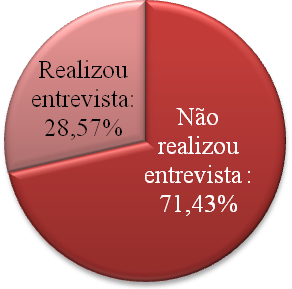 Realizou
entrevista:
28,57%
Não
realizou
entrevista :
71,43%